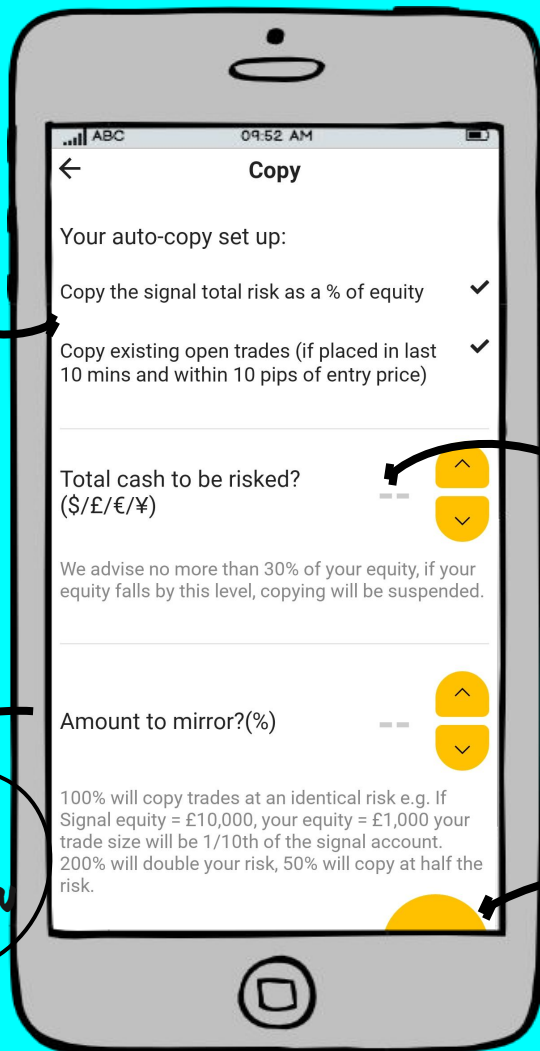 ABC 09:52 AM
Copy
Your auto-copy set up:
Copy the signal total risk as a % of equity
Copy existing open trades (if placed in last
10 mins and within 10 pips of entry price)
Total cash to be risked?
($/£/€/¥)
--
We advise no more than 30% of your equity, if your
equity falls by this level, copying will be suspended.
Amount to mirror?(%)
--
100% will copy trades at an identical risk e.g. If
Signal equity = £10,000, your equity = £1,000 your
trade size will be 1/10th of the signal account.
200% will double your risk, 50% will copy at half the
risk.